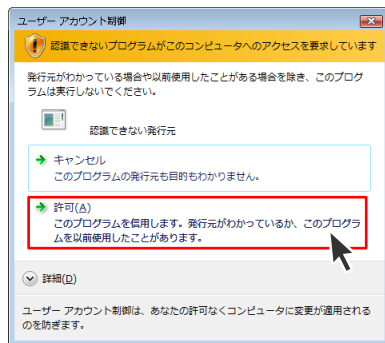 ユーザー アカウント制御
認識できないプログラムがこのコンピュータへのアクセスを要求しています
発行元がわかっている場合や以前使用したことがある場合を除き、このプログ
ラムは実行しないでください。
認識できない発行元
キャンセル
このプログラムの発行元も目的もわかりません。
許可(A)
このプログラムを信用します。発行元がわかっているか、このプログラ
ムを以前使用したことがあります。
詳細(D)
ユーザー アカウント制御は、あなたの許可なくコンピュータに変更が適用される
のを防ぎます。